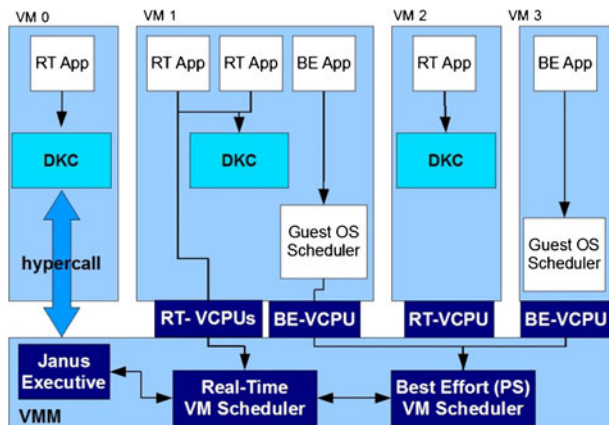 VM 0
VM 1
VM 2
VM 3
RT App
RT App
RT App
BE App
RT App
BE App
DKC
DKC
DKC
hypercall
Guest OS
Scheduler
Guest OS
Scheduler
RT- VCPUs
BE-VCPU
RT-VCPU
BE-VCPU
Janus
Executive
Real-Time
VM Scheduler
Best Effort (PS)
VM Scheduler
VMM